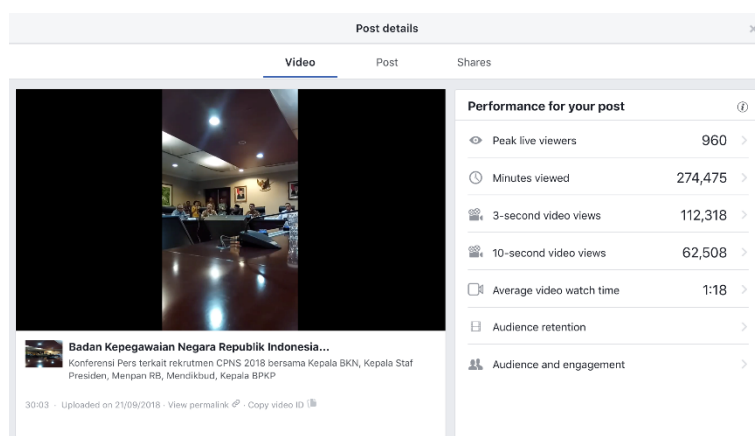 Post details
Video
Post
Shares
Performance for your post
Peak live viewers 960
Minutes viewed 274,475
3-second video views 112,318
10-second video views 62,508
Average video watch time 1:18
Audience retention
Audience and engagement
Badan Kepegawaian Negara Republik Indonesia...
Konferensi Pers terkait rekrutmen CPNS 2018 bersama Kepala BKN, Kepala Staf
Presiden, Menpan RB, Mendikbud, Kepala BPKP
30:03 · Uploaded on 21/09/2018 · View permalink · Copy video ID